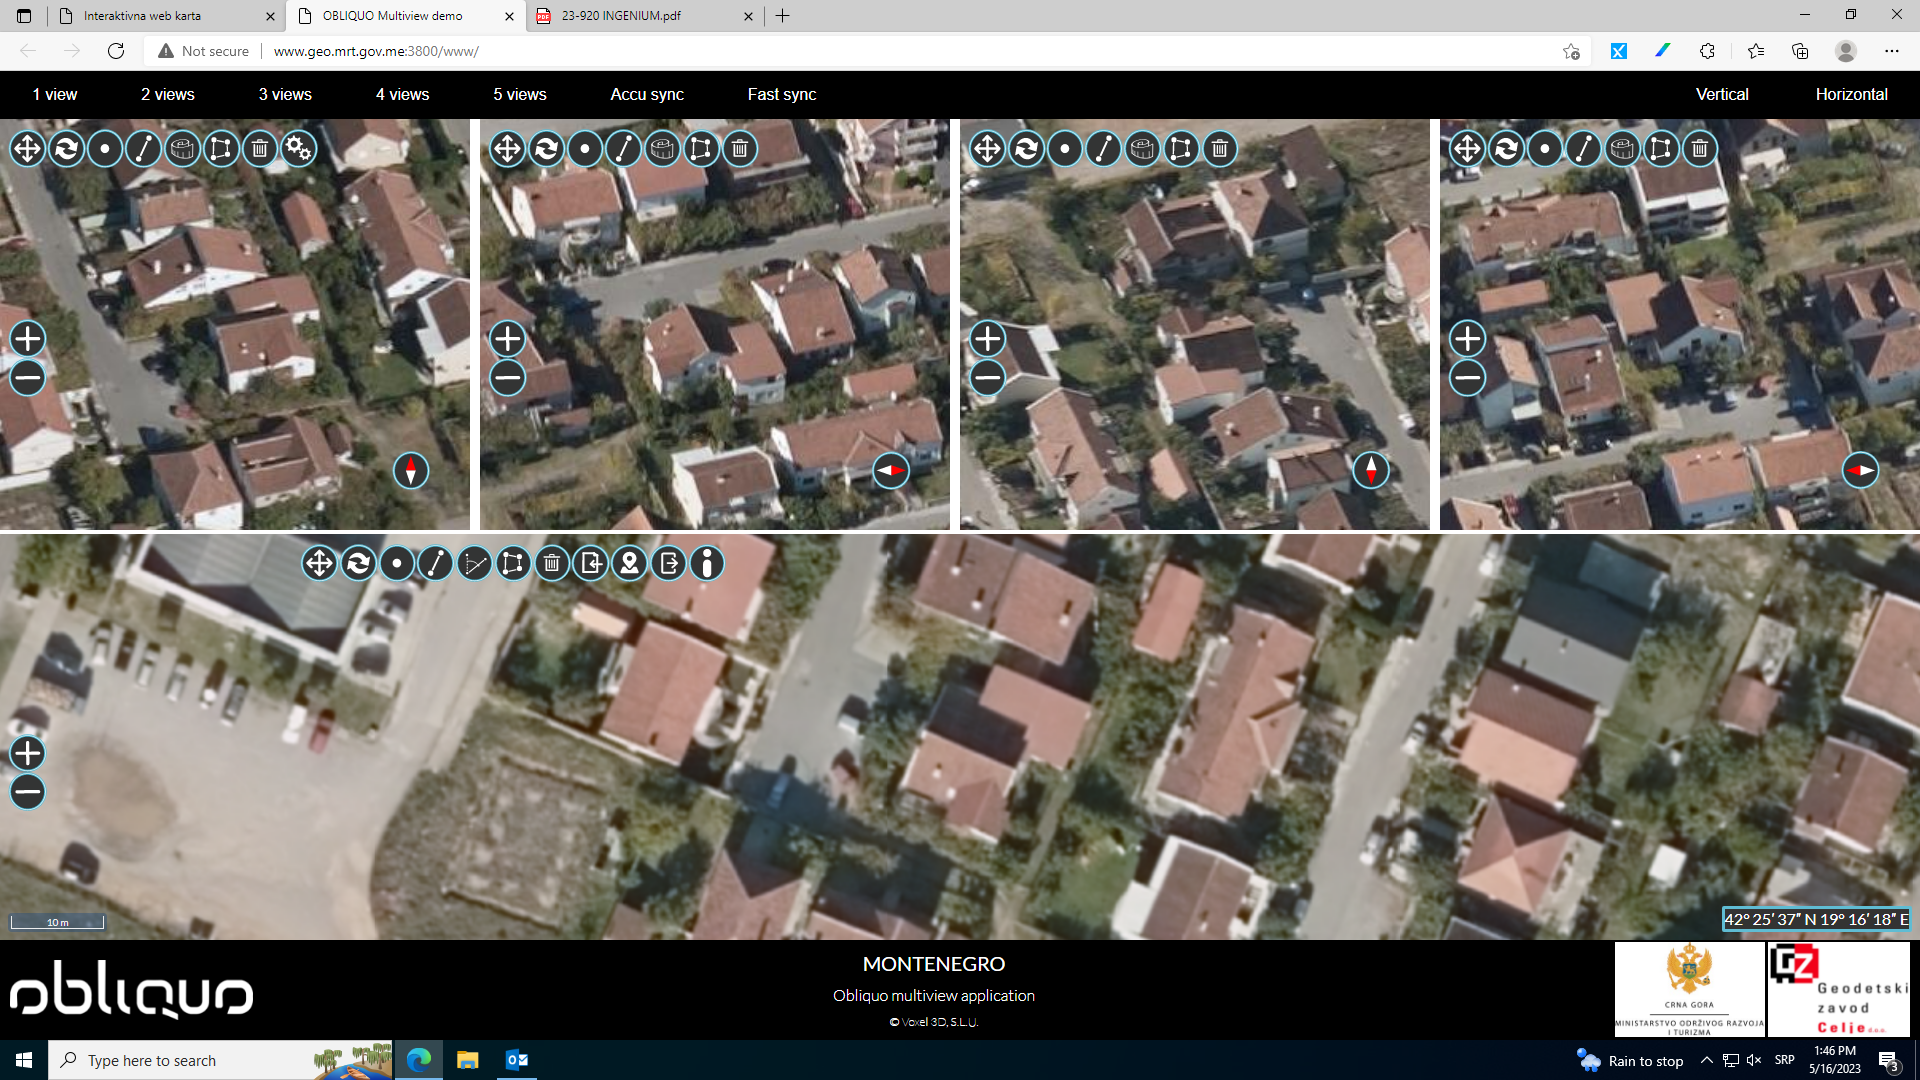 Interaktivna web karta
OBLIQUO Multiview demo
23-920 INGENIUM.pdf
Not secure
www.geo.mrt.gov.me:3800/www/
1 view
2 views
3 views
4 views
5 views
Accu sync
Fast sync
Vertical
Horizontal
10 m
42° 25′ 37″ N 19° 16′ 18″ E
obliquo
MONTENEGRO
Obliquo multiview application
© Voxel 3D, S.L.U.
CRNA GORA
MINISTARSTVO ODRŽIVOG RAZVOJA
I TURIZMA
GZ
Geodetski
zavod
Celje d.o.o.
Type here to search
Rain to stop
SRP
1:46 PM
5/16/2023
3